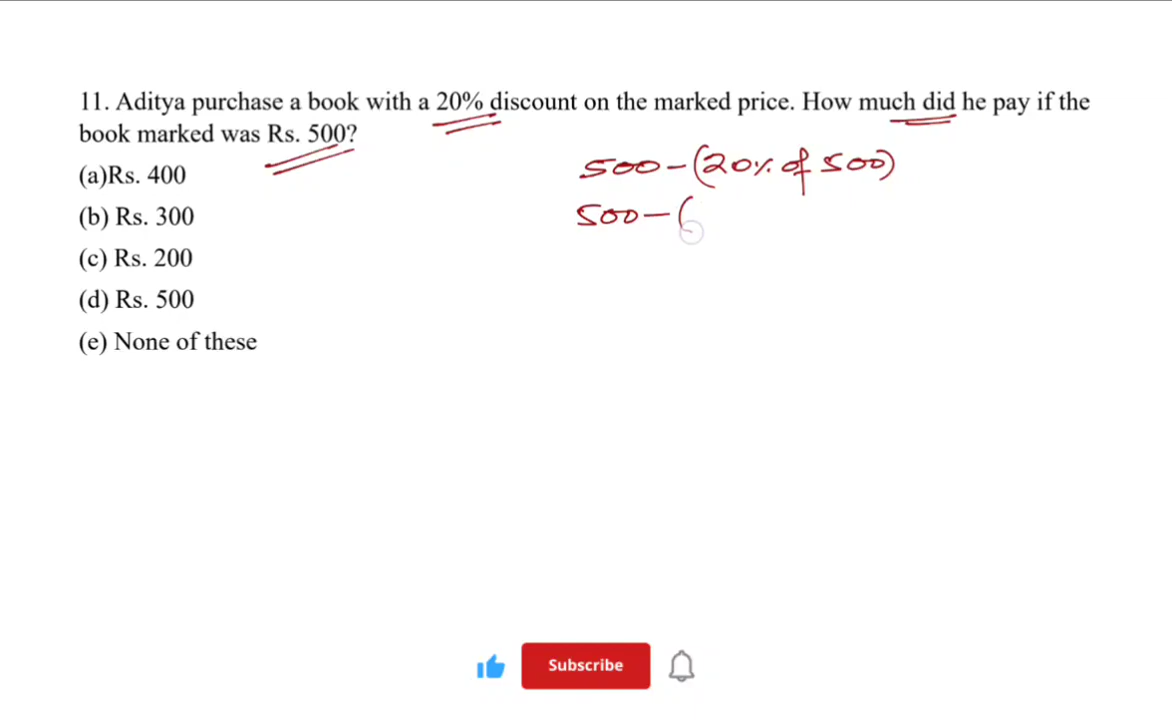 11. Aditya purchase a book with a 20% discount on the marked price. How much did he pay if the
book marked was Rs. 500?
500-(20% of 500)
(a)Rs. 400
500-(
(b) Rs. 300
(c) Rs. 200
(d) Rs. 500
(e) None of these
Subscribe